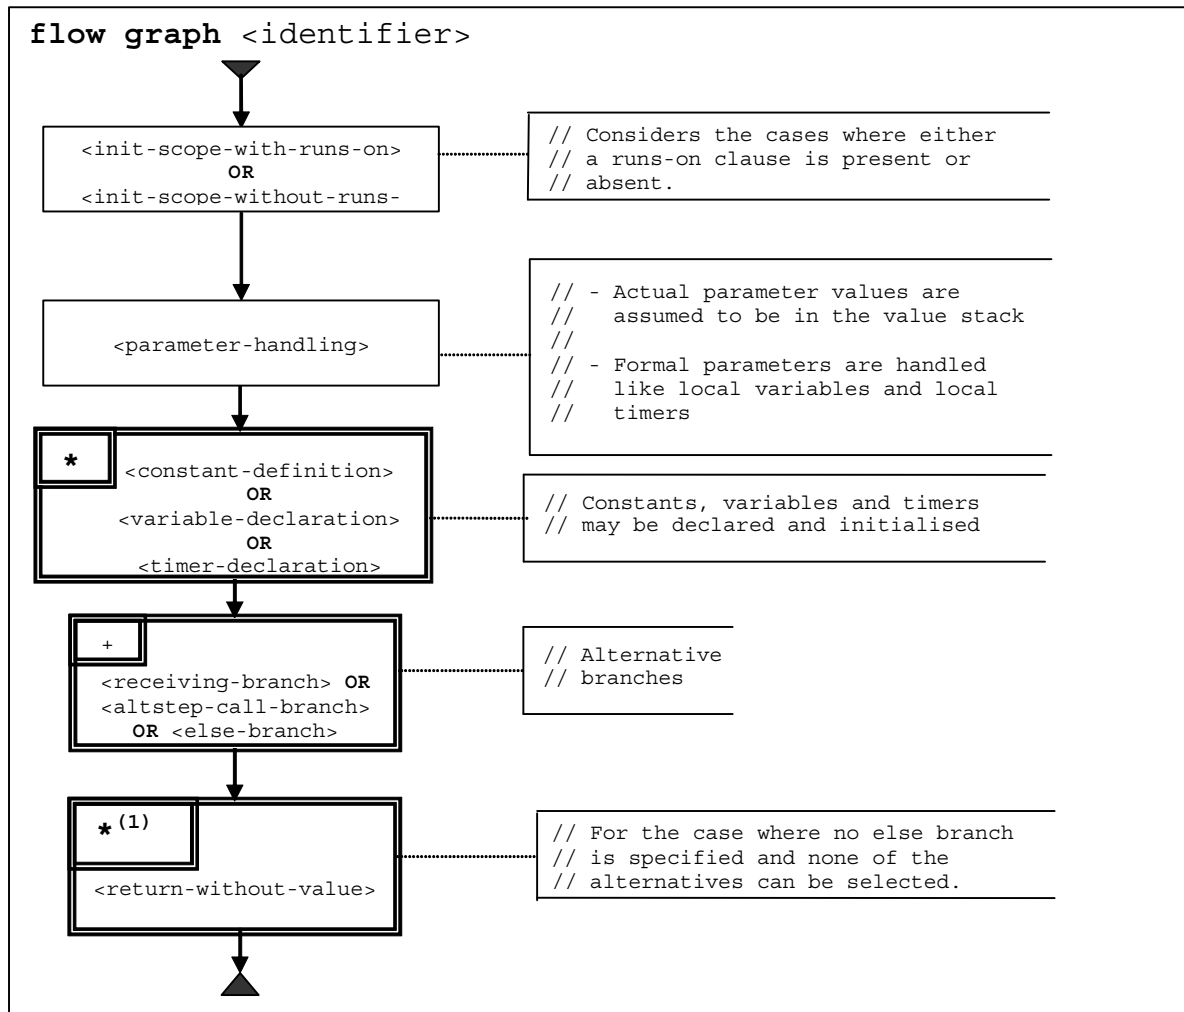 flow graph <identifier>
<init-scope-with-runs-on>
OR
<init-scope-without-runs-
// Considers the cases where either
// a runs-on clause is present or
// absent.
<parameter-handling>
// - Actual parameter values are
//   assumed to be in the value stack
//
// - Formal parameters are handled
//   like local variables and local
//   timers
*
<constant-definition>
OR
<variable-declaration>
OR
<timer-declaration>
// Constants, variables and timers
// may be declared and initialised
+
<receiving-branch> OR
<altstep-call-branch>
OR <else-branch>
// Alternative
// branches
*(1)
<return-without-value>
// For the case where no else branch
// is specified and none of the
// alternatives can be selected.